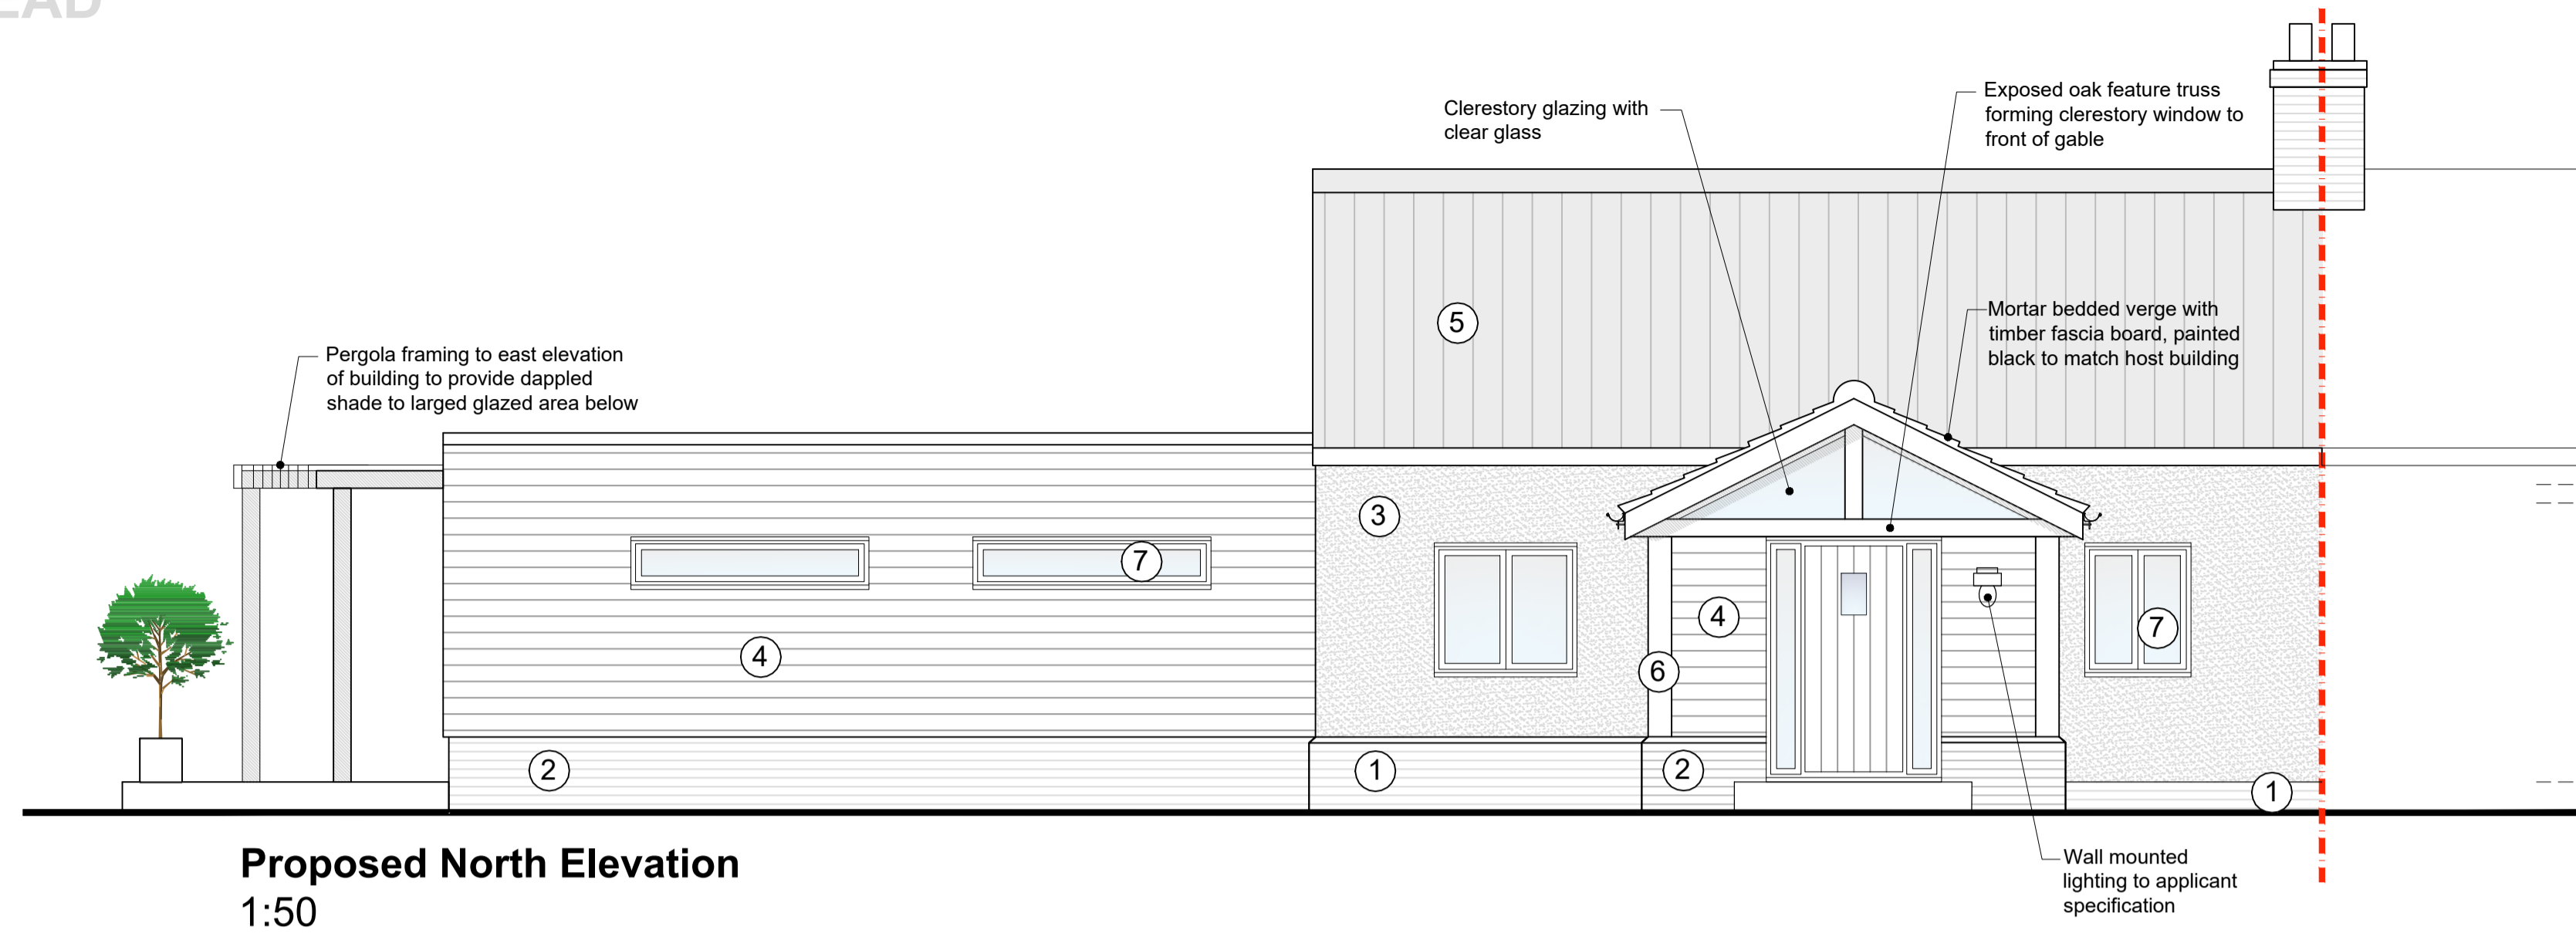 Clerestory glazing with
clear glass
Exposed oak feature truss
forming clerestory window to
front of gable
Mortar bedded verge with
timber fascia board, painted
black to match host building
Pergola framing to east elevation
of building to provide dappled
shade to larged glazed area below
5
3
7
4
7
4
6
2
1
2
1
Wall mounted
lighting to applicant
specification
Proposed North Elevation
1:50